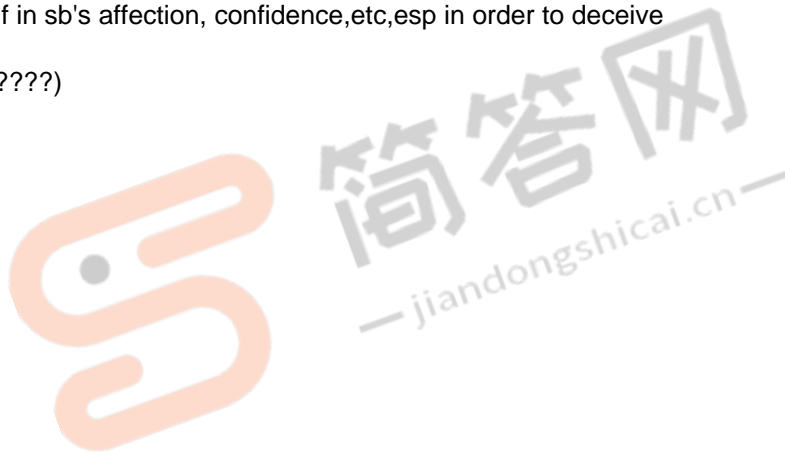 f in sb's affection, confidence,etc,esp in order to deceive
????)
简答网
jiandongshicai.cn